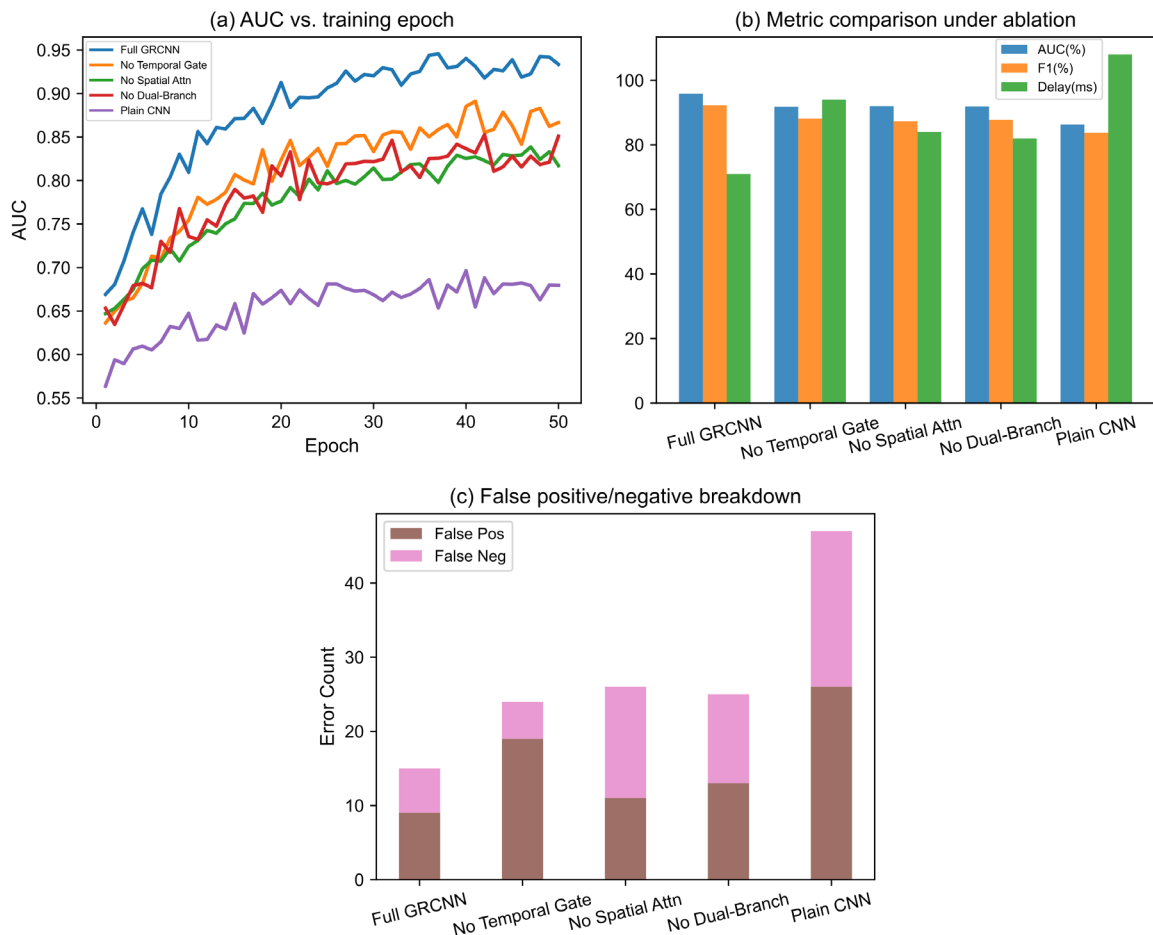 (a) AUC vs. training epoch
Full GRCNN
No Temporal Gate
No Spatial Attn
No Dual-Branch
Plain CNN
0.95
0.90
0.85
0.80
0.75
0.70
0.65
0.60
0.55
AUC
0 10 20 30 40 50
Epoch
(b) Metric comparison under ablation
AUC(%)
F1(%)
Delay(ms)
100
80
60
40
20
0
Full GRCNN No Temporal Gate No Spatial Attn No Dual-Branch Plain CNN
(c) False positive/negative breakdown
False Pos
False Neg
40
30
20
10
0
Error Count
Full GRCNN No Temporal Gate No Spatial Attn No Dual-Branch Plain CNN